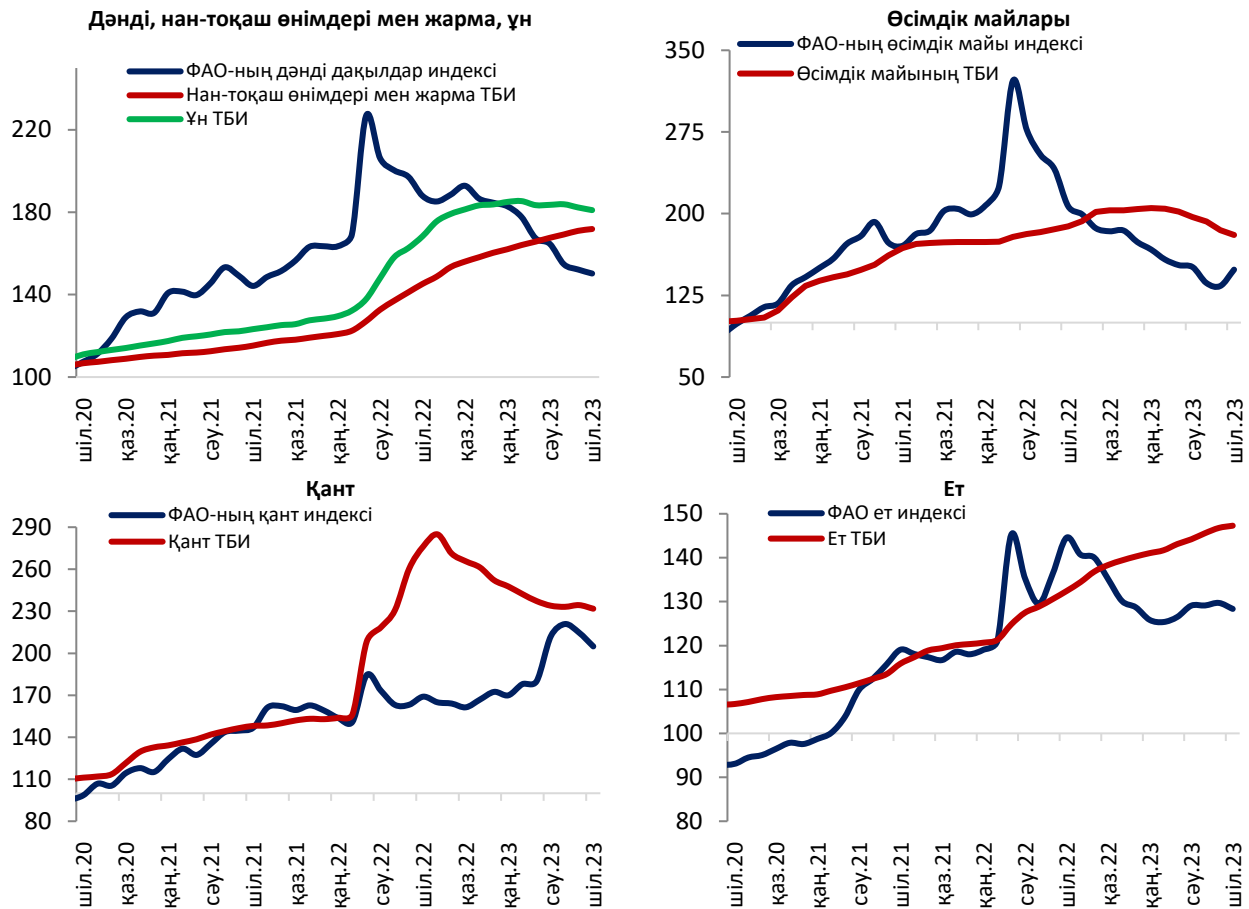 Дәнді, нан-тоқаш өнімдері мен жарма, ұн
ФАО-ның дәнді дақылдар индексі
Нан-тоқаш өнімдері мен жарма ТБИ
Ұн ТБИ
220
180
140
100
шіл.20
қаз.20
қаң.21
сәу.21
шіл.21
қаз.21
қаң.22
сәу.22
шіл.22
қаз.22
қаң.23
сәу.23
шіл.23
Өсімдік майлары
ФАО-ның өсімдік майы индексі
Өсімдік майының ТБИ
350
275
200
125
50
шіл.20
қаз.20
қаң.21
сәу.21
шіл.21
қаз.21
қаң.22
сәу.22
шіл.22
қаз.22
қаң.23
сәу.23
шіл.23
Қант
ФАО-ның қант индексі
Қант ТБИ
290
260
230
200
170
140
110
80
шіл.20
қаз.20
қаң.21
сәу.21
шіл.21
қаз.21
қаң.22
сәу.22
шіл.22
қаз.22
қаң.23
сәу.23
шіл.23
Ет
ФАО ет индексі
Ет ТБИ
150
140
130
120
110
100
90
80
шіл.20
қаз.20
қаң.21
сәу.21
шіл.21
қаз.21
қаң.22
сәу.22
шіл.22
қаз.22
қаң.23
сәу.23
шіл.23